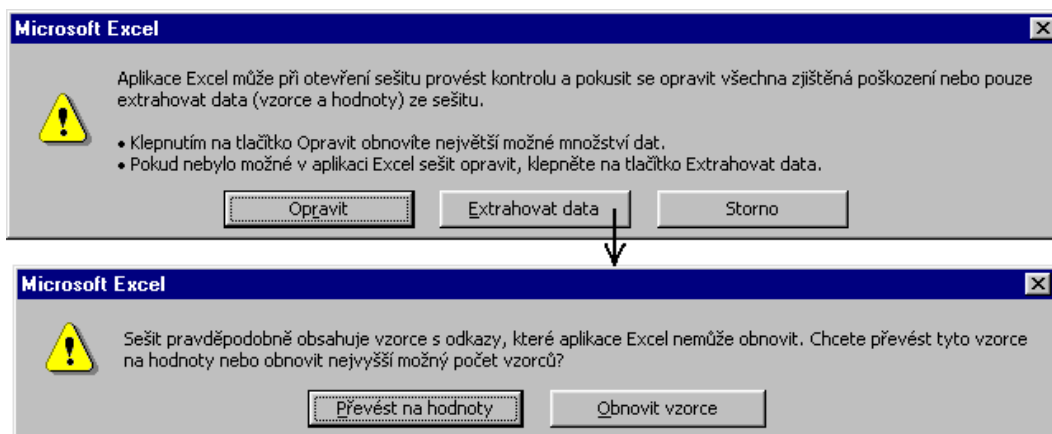 Microsoft Excel
Aplikace Excel může při otevření sešitu provést kontrolu a pokusit se opravit všechna zjištěná poškození nebo pouze
extrahovat data (vzorce a hodnoty) ze sešitu.
• Klepnutím na tlačítko Opravit obnovíte největší možné množství dat.
• Pokud nebylo možné v aplikaci Excel sešit opravit, klepněte na tlačítko Extrahovat data.
Opravit Extrahovat data Storno
Microsoft Excel
Sešit pravděpodobně obsahuje vzorce s odkazy, které aplikace Excel nemůže obnovit. Chcete převést tyto vzorce
na hodnoty nebo obnovit nejvyšší možný počet vzorců?
Převést na hodnoty Obnovit vzorce